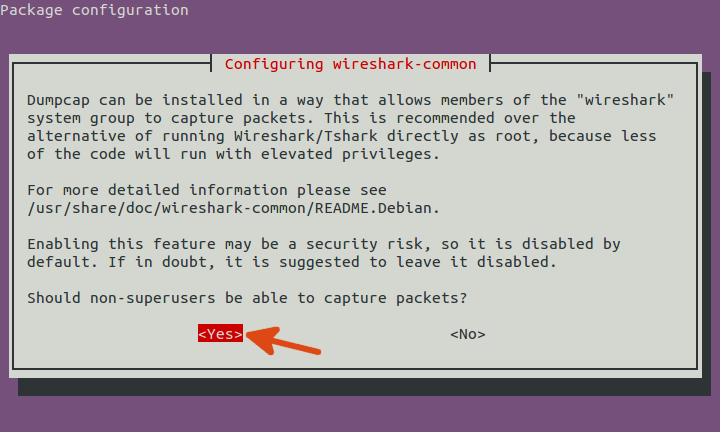 Package configuration
Configuring wireshark-common
Dumpcap can be installed in a way that allows members of the "wireshark"
system group to capture packets. This is recommended over the
alternative of running Wireshark/Tshark directly as root, because less
of the code will run with elevated privileges.
For more detailed information please see
/usr/share/doc/wireshark-common/README.Debian.
Enabling this feature may be a security risk, so it is disabled by
default. If in doubt, it is suggested to leave it disabled.
Should non-superusers be able to capture packets?
<Yes> <No>